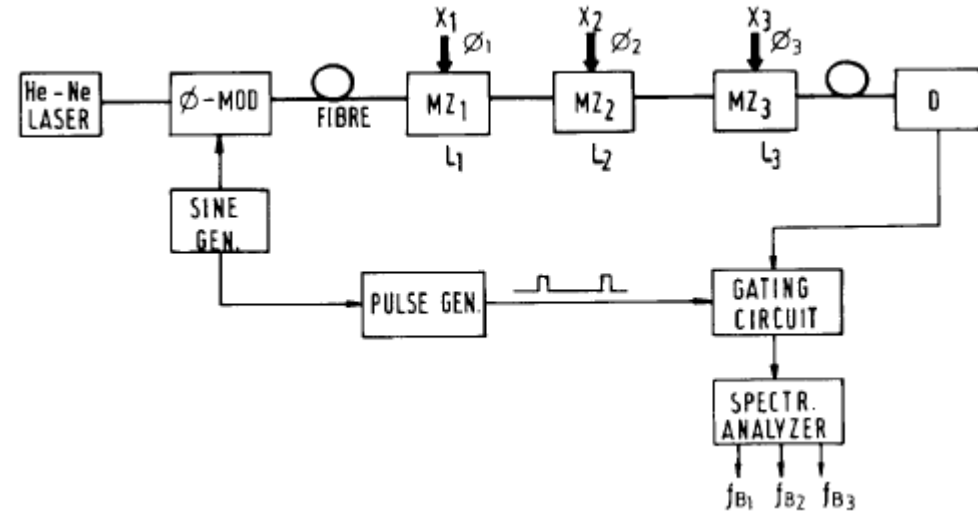 X1 Ø1
X2 Ø2
X3 Ø3
He-Ne
LASER
Ø-MOD
FIBRE
MZ1
MZ2
MZ3
D
L1
L2
L3
SINE
GEN.
PULSE GEN.
GATING
CIRCUIT
SPECTR.
ANALYZER
fB1 fB2 fB3